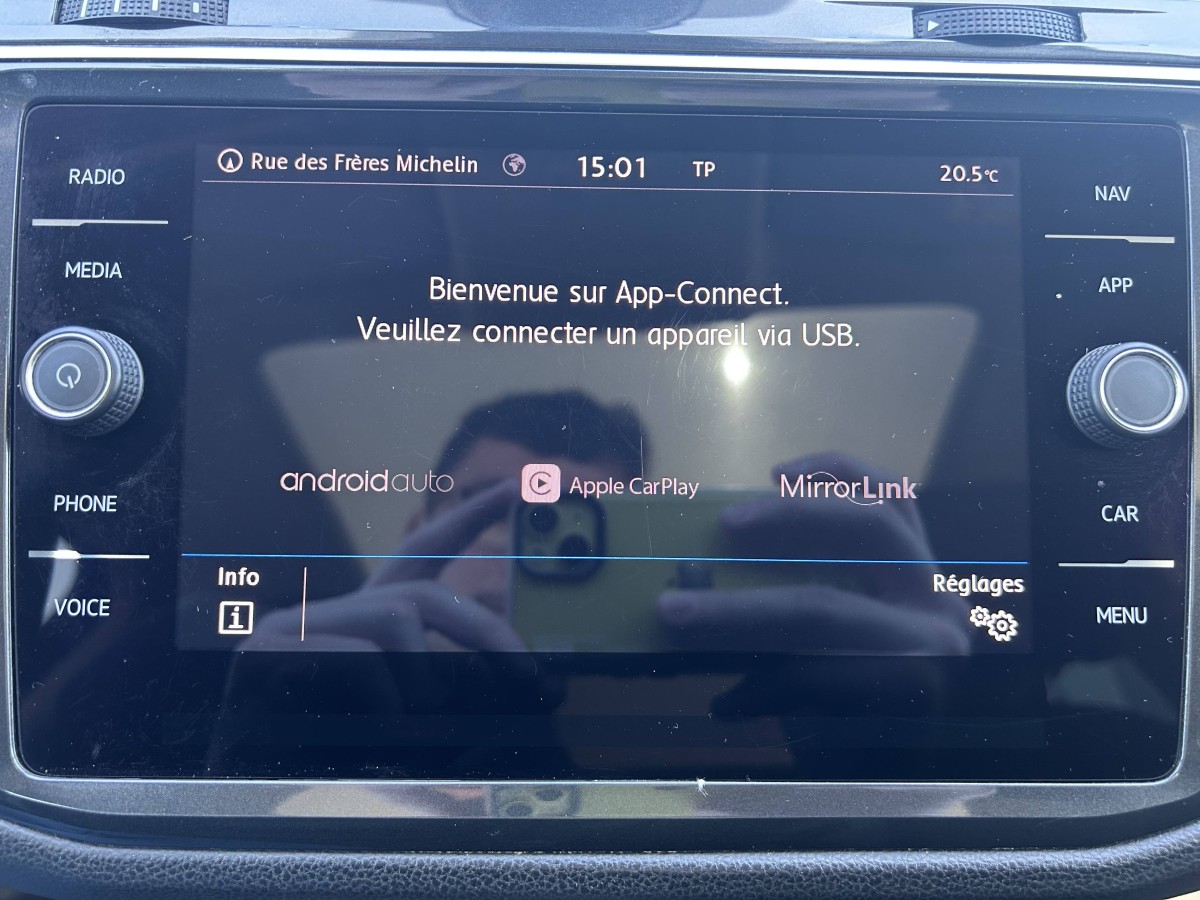 Rue des Frères Michelin 15:01 TP 20.5°C
RADIO
NAV
MEDIA
APP
Bienvenue sur App-Connect.
Veuillez connecter un appareil via USB.
androidauto Apple CarPlay MirrorLink
PHONE
CAR
Info
Réglages
VOICE
MENU